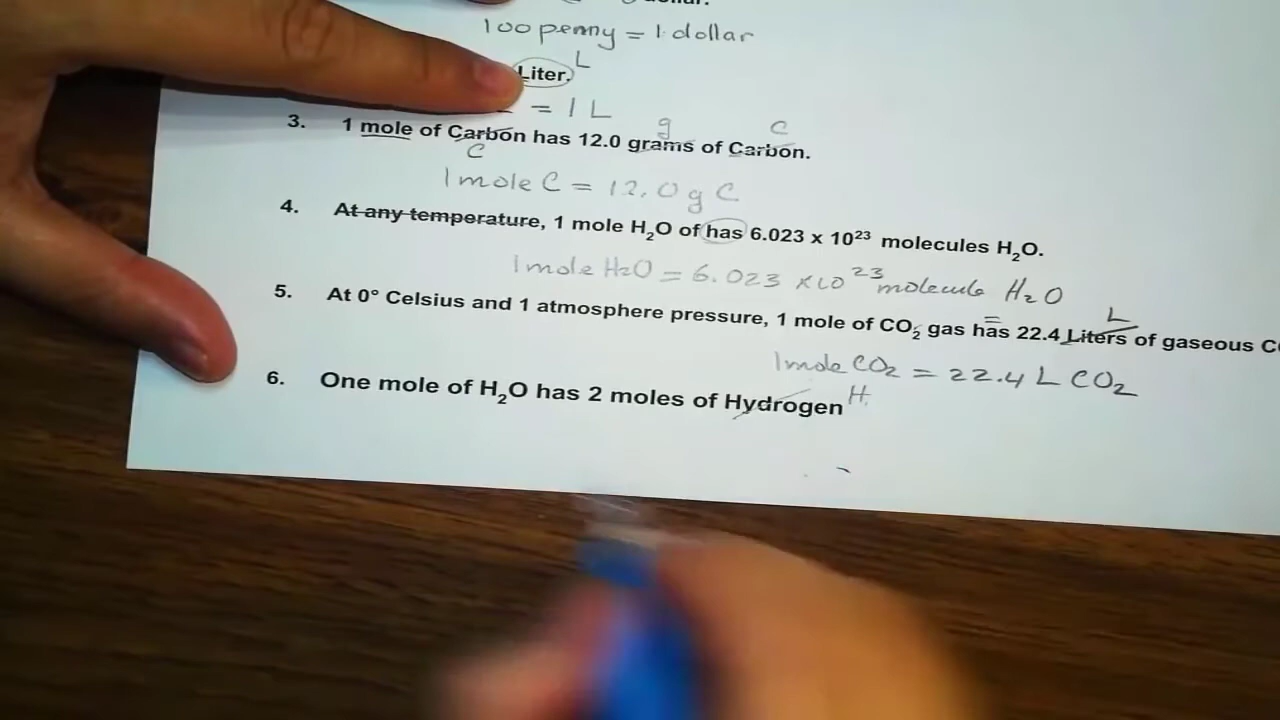 100 penny = 1 dollar
L
Liter.
= 1 L
g C
3. 1 mole of Carbon has 12.0 grams of Carbon.
C
1 mole C = 12.0 g C
4. At any temperature, 1 mole H₂O of has 6.023 x 10²³ molecules H₂O.
1 mole H₂O = 6.023 x 10²³ molecule H₂O
= L
5. At 0° Celsius and 1 atmosphere pressure, 1 mole of CO₂ gas has 22.4 Liters of gaseous
1 mole CO₂ = 22.4 L CO₂
6. One mole of H₂O has 2 moles of Hydrogen H